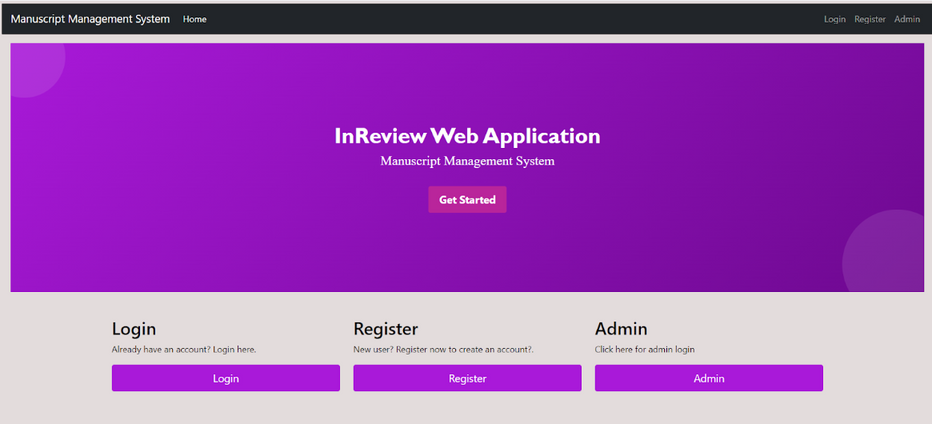 Manuscript Management System Home Login Register Admin
InReview Web Application
Manuscript Management System
Get Started
Login
Already have an account? Login here.
Login
Register
New user? Register now to create an account?.
Register
Admin
Click here for admin login
Admin